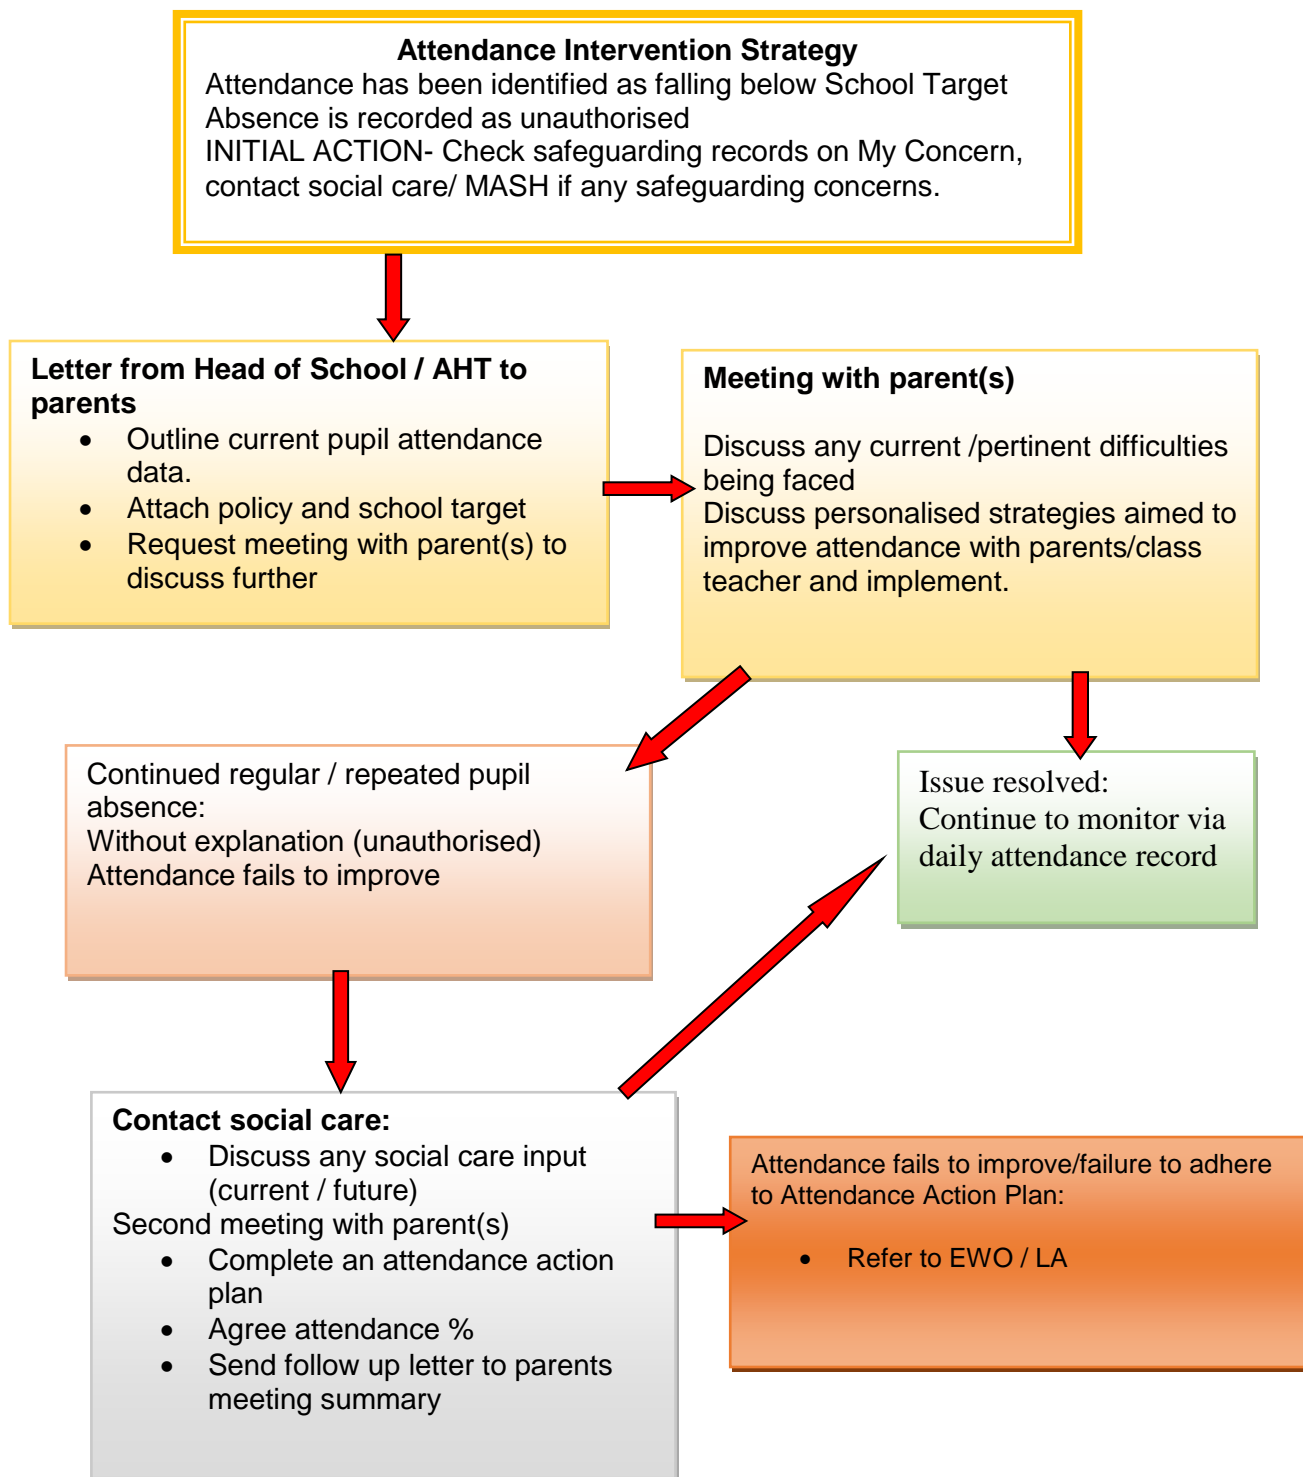 Attendance Intervention Strategy
Attendance has been identified as falling below School Target
Absence is recorded as unauthorised
INITIAL ACTION- Check safeguarding records on My Concern,
contact social care/ MASH if any safeguarding concerns.
Letter from Head of School / AHT to
parents
• Outline current pupil attendance
data.
• Attach policy and school target
• Request meeting with parent(s) to
discuss further
Meeting with parent(s)
Discuss any current /pertinent difficulties
being faced
Discuss personalised strategies aimed to
improve attendance with parents/class
teacher and implement.
Continued regular / repeated pupil
absence:
Without explanation (unauthorised)
Attendance fails to improve
Issue resolved:
Continue to monitor via
daily attendance record
Contact social care:
• Discuss any social care input
(current / future)
Second meeting with parent(s)
• Complete an attendance action
plan
• Agree attendance %
• Send follow up letter to parents
meeting summary
Attendance fails to improve/failure to adhere
to Attendance Action Plan:
• Refer to EWO / LA